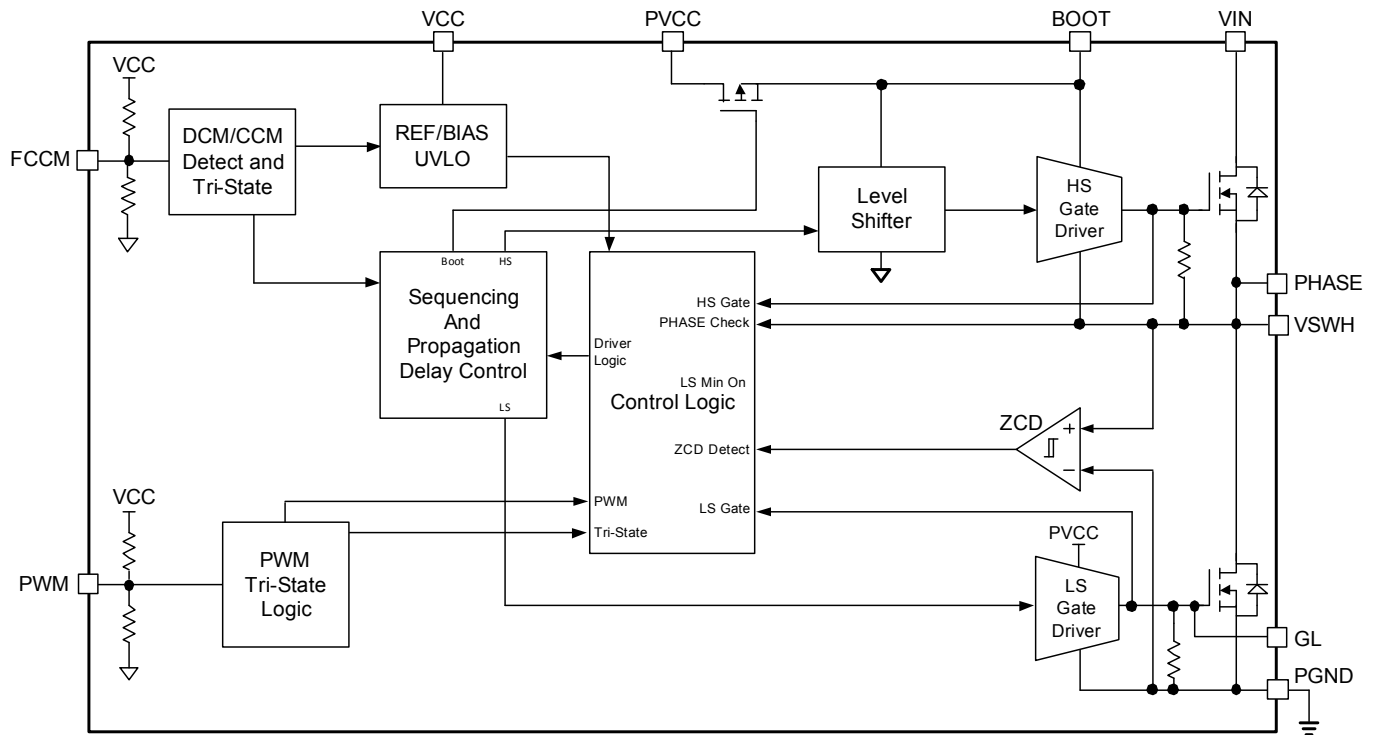 VCC
PVCC
BOOT
VIN
VCC
FCCM
DCM/CCM
Detect and
Tri-State
REF/BIAS
UVLO
Level
Shifter
HS
Gate
Driver
Boot
HS
Sequencing
And
Propagation
Delay Control
LS
HS Gate
PHASE Check
Driver
Logic
LS Min On
Control Logic
ZCD Detect
PWM
LS Gate
Tri-State
PHASE
VSWH
ZCD
+
−
VCC
PWM
PWM
Tri-State
Logic
PVCC
LS
Gate
Driver
GL
PGND